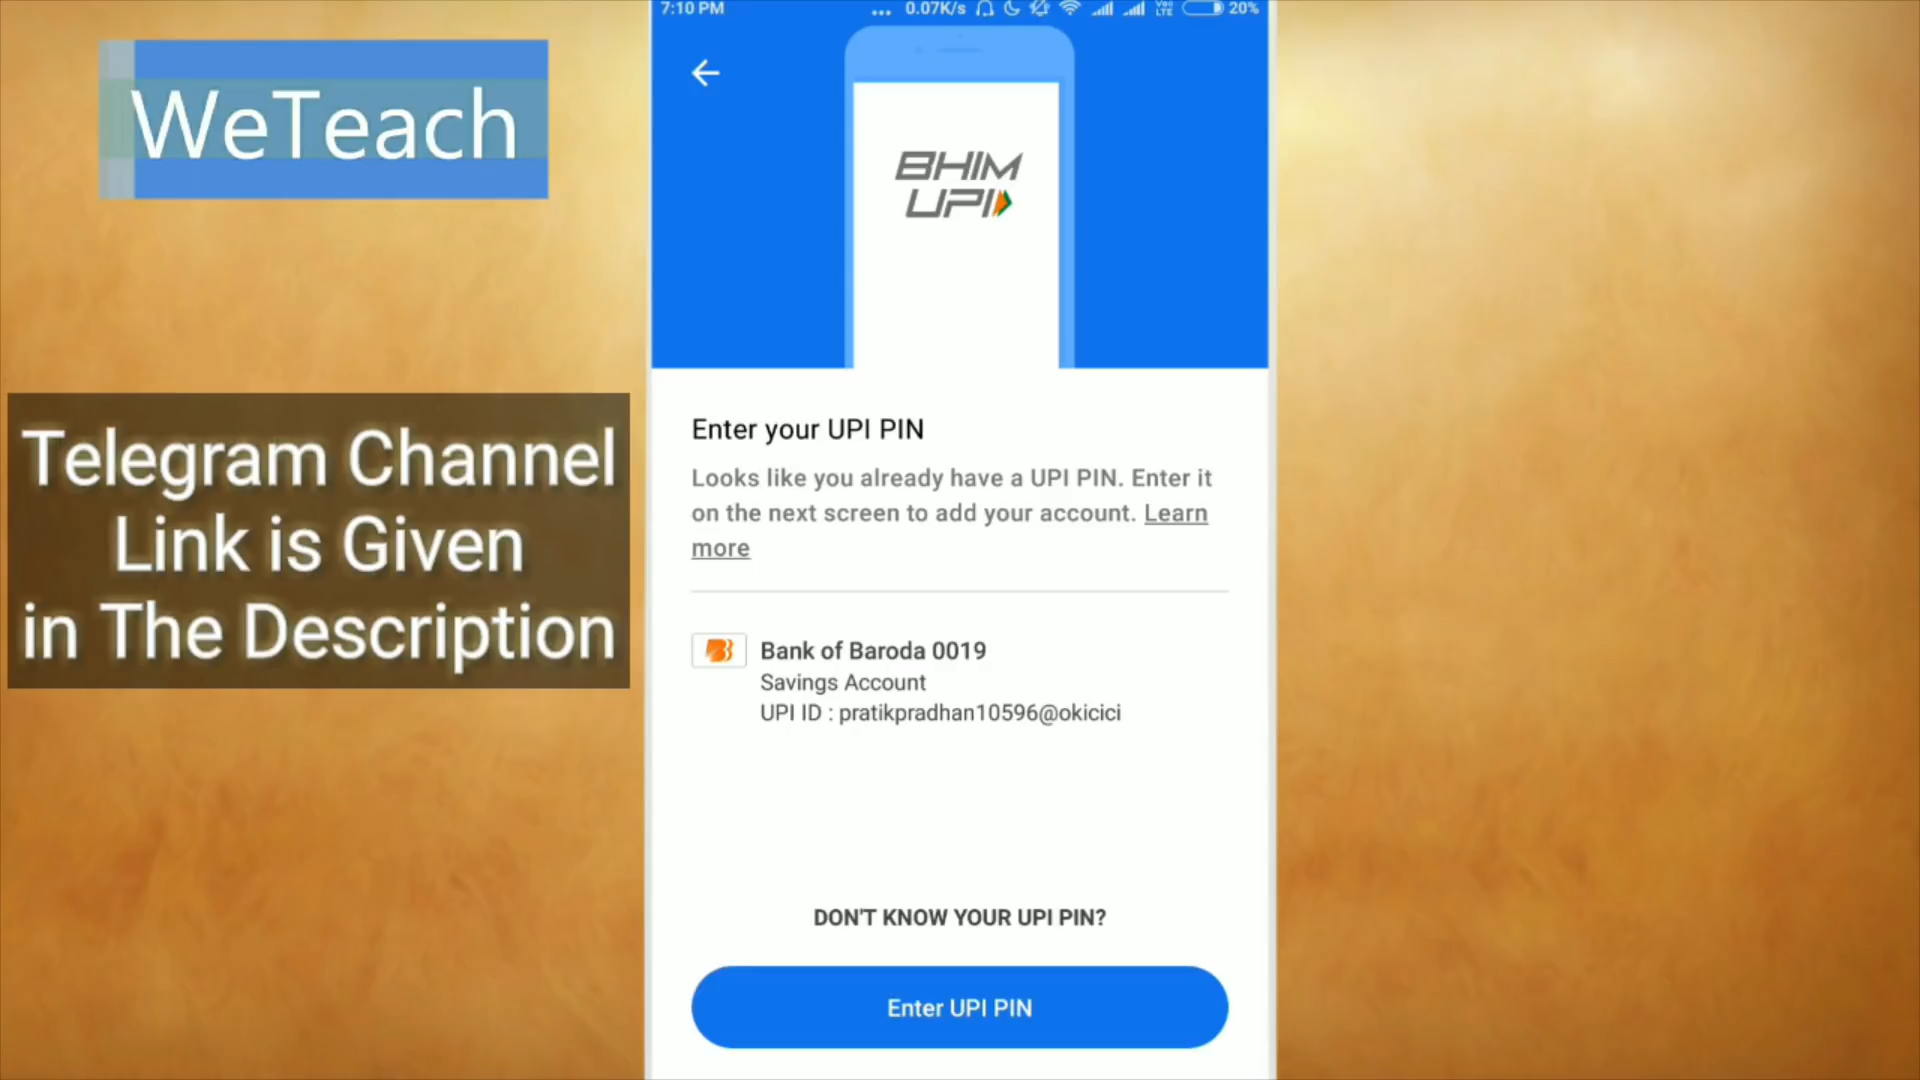 7:10 PM
... 0.07K/s
Vo
LTE
20%
WeTeach
BHIM
UPI
Telegram Channel
Link is Given
in The Description
Enter your UPI PIN
Looks like you already have a UPI PIN. Enter it
on the next screen to add your account. Learn
more
Bank of Baroda 0019
Savings Account
UPI ID : pratikpradhan10596@okicici
DON'T KNOW YOUR UPI PIN?
Enter UPI PIN